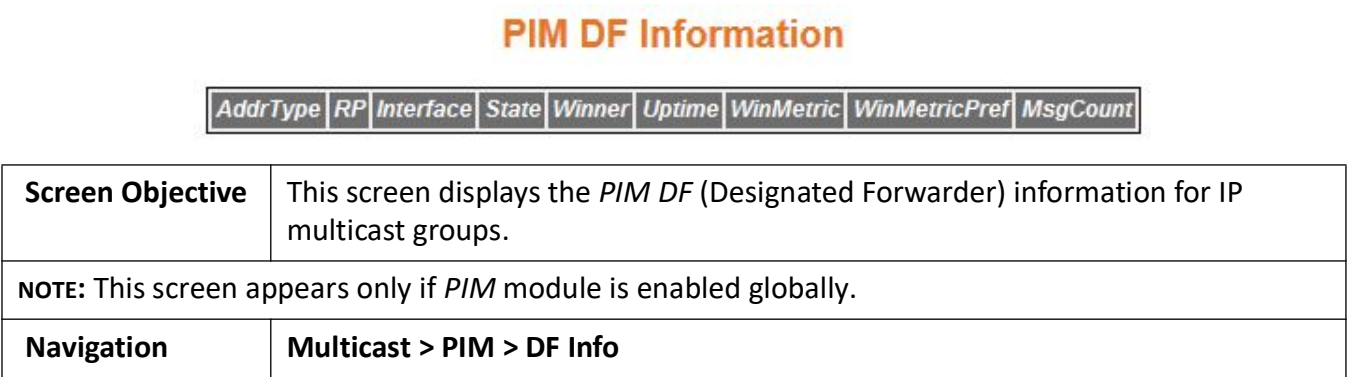 PIM DF Information
AddrType RP Interface State Winner Uptime WinMetric WinMetricPref MsgCount
Screen Objective This screen displays the PIM DF (Designated Forwarder) information for IP
multicast groups.
NOTE: This screen appears only if PIM module is enabled globally.
Navigation Multicast > PIM > DF Info